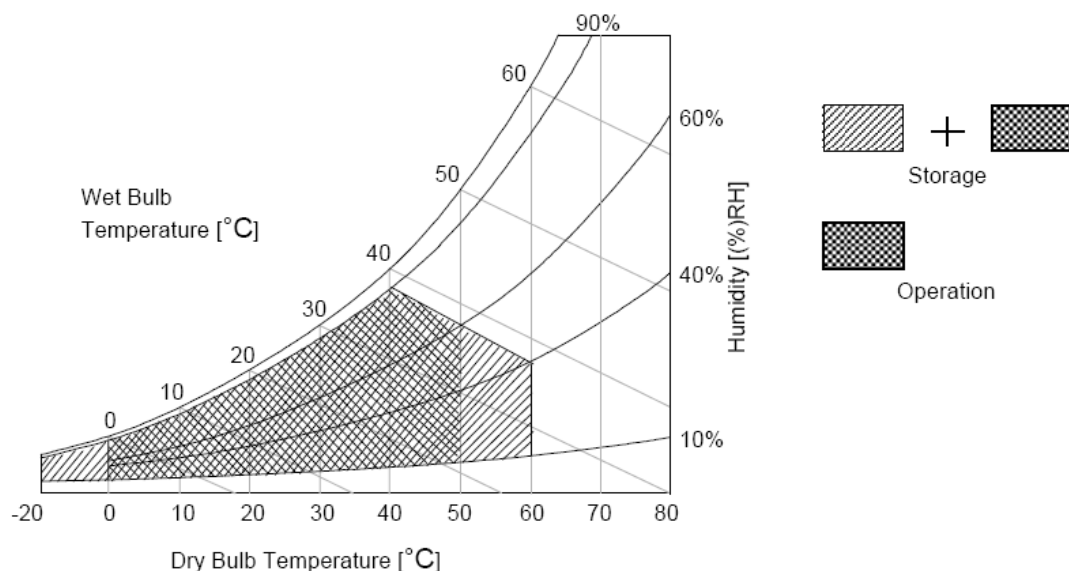 90%
60
60%
50
Storage
Wet Bulb
Temperature [°C]
Humidity [(%)RH]
40
40%
Operation
30
20
10
0
10%
-20 0 10 20 30 40 50 60 70 80
Dry Bulb Temperature [°C]